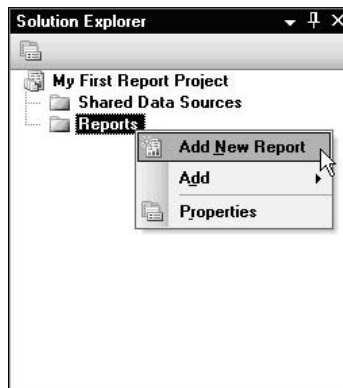 Solution Explorer
My First Report Project
Shared Data Sources
Reports
Add New Report
Add
Properties